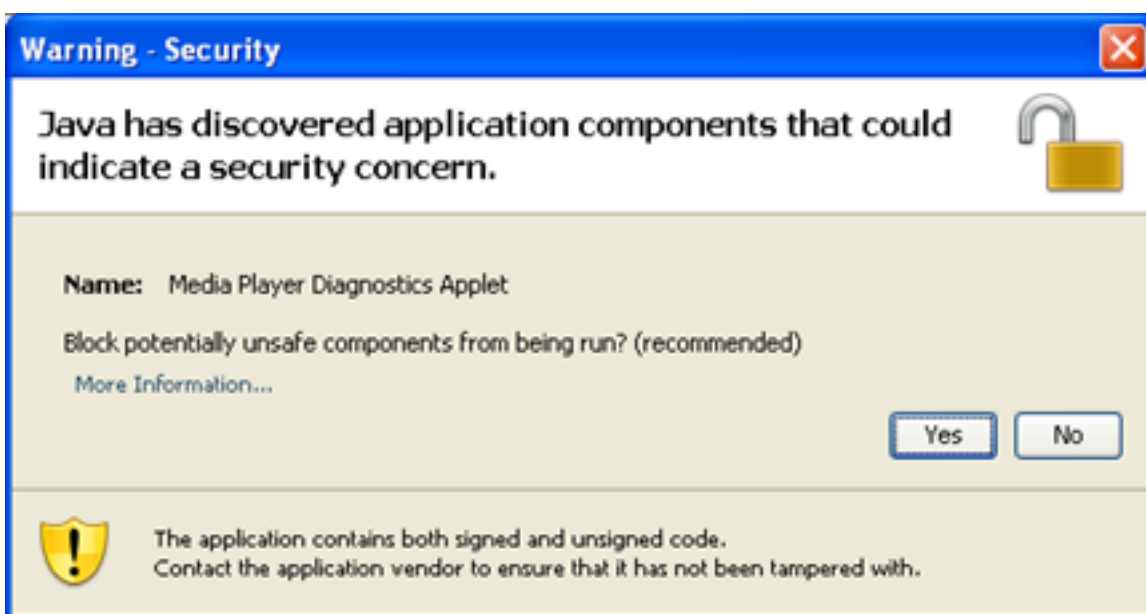 Warning - Security
Java has discovered application components that could
indicate a security concern.
Name: Media Player Diagnostics Applet
Block potentially unsafe components from being run? (recommended)
More Information...
Yes No
The application contains both signed and unsigned code.
Contact the application vendor to ensure that it has not been tampered with.